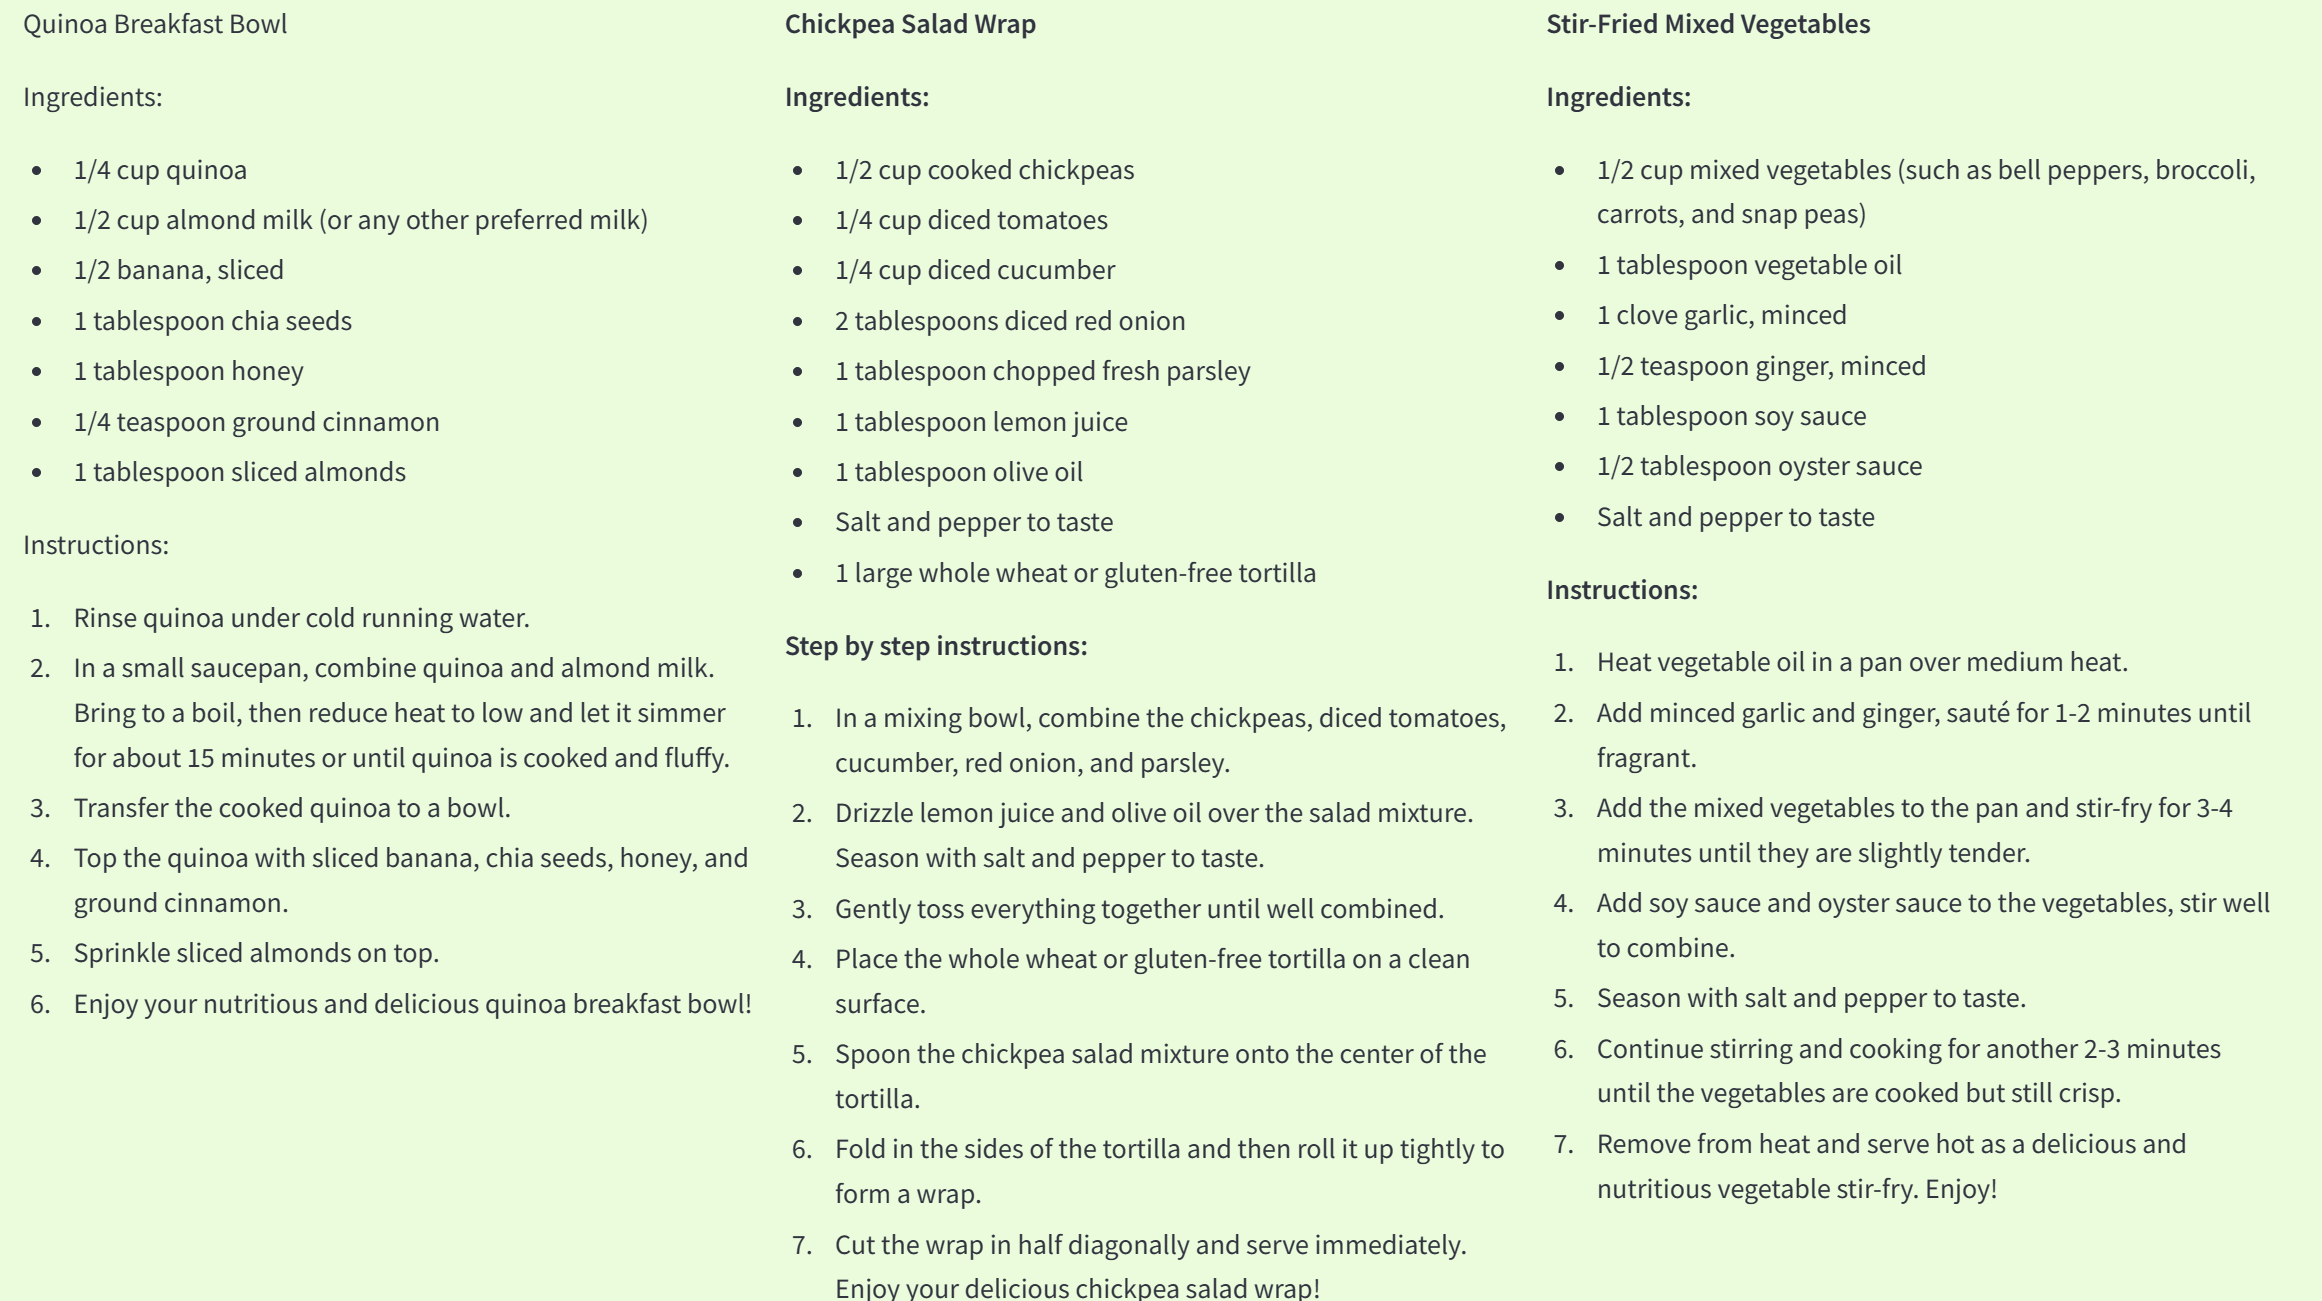 Quinoa Breakfast Bowl
Ingredients:
• 1/4 cup quinoa
• 1/2 cup almond milk (or any other preferred milk)
• 1/2 banana, sliced
• 1 tablespoon chia seeds
• 1 tablespoon honey
• 1/4 teaspoon ground cinnamon
• 1 tablespoon sliced almonds
Instructions:
1. Rinse quinoa under cold running water.
2. In a small saucepan, combine quinoa and almond milk.
Bring to a boil, then reduce heat to low and let it simmer
for about 15 minutes or until quinoa is cooked and fluffy.
3. Transfer the cooked quinoa to a bowl.
4. Top the quinoa with sliced banana, chia seeds, honey, and
ground cinnamon.
5. Sprinkle sliced almonds on top.
6. Enjoy your nutritious and delicious quinoa breakfast bowl!
Chickpea Salad Wrap
Ingredients:
• 1/2 cup cooked chickpeas
• 1/4 cup diced tomatoes
• 1/4 cup diced cucumber
• 2 tablespoons diced red onion
• 1 tablespoon chopped fresh parsley
• 1 tablespoon lemon juice
• 1 tablespoon olive oil
• Salt and pepper to taste
• 1 large whole wheat or gluten-free tortilla
Step by step instructions:
1. In a mixing bowl, combine the chickpeas, diced tomatoes,
cucumber, red onion, and parsley.
2. Drizzle lemon juice and olive oil over the salad mixture.
Season with salt and pepper to taste.
3. Gently toss everything together until well combined.
4. Place the whole wheat or gluten-free tortilla on a clean
surface.
5. Spoon the chickpea salad mixture onto the center of the
tortilla.
6. Fold in the sides of the tortilla and then roll it up tightly to
form a wrap.
7. Cut the wrap in half diagonally and serve immediately.
Enjoy your delicious chickpea salad wrap!
Stir-Fried Mixed Vegetables
Ingredients:
• 1/2 cup mixed vegetables (such as bell peppers, broccoli,
carrots, and snap peas)
• 1 tablespoon vegetable oil
• 1 clove garlic, minced
• 1/2 teaspoon ginger, minced
• 1 tablespoon soy sauce
• 1/2 tablespoon oyster sauce
• Salt and pepper to taste
Instructions:
1. Heat vegetable oil in a pan over medium heat.
2. Add minced garlic and ginger, sauté for 1-2 minutes until
fragrant.
3. Add the mixed vegetables to the pan and stir-fry for 3-4
minutes until they are slightly tender.
4. Add soy sauce and oyster sauce to the vegetables, stir well
to combine.
5. Season with salt and pepper to taste.
6. Continue stirring and cooking for another 2-3 minutes
until the vegetables are cooked but still crisp.
7. Remove from heat and serve hot as a delicious and
nutritious vegetable stir-fry. Enjoy!